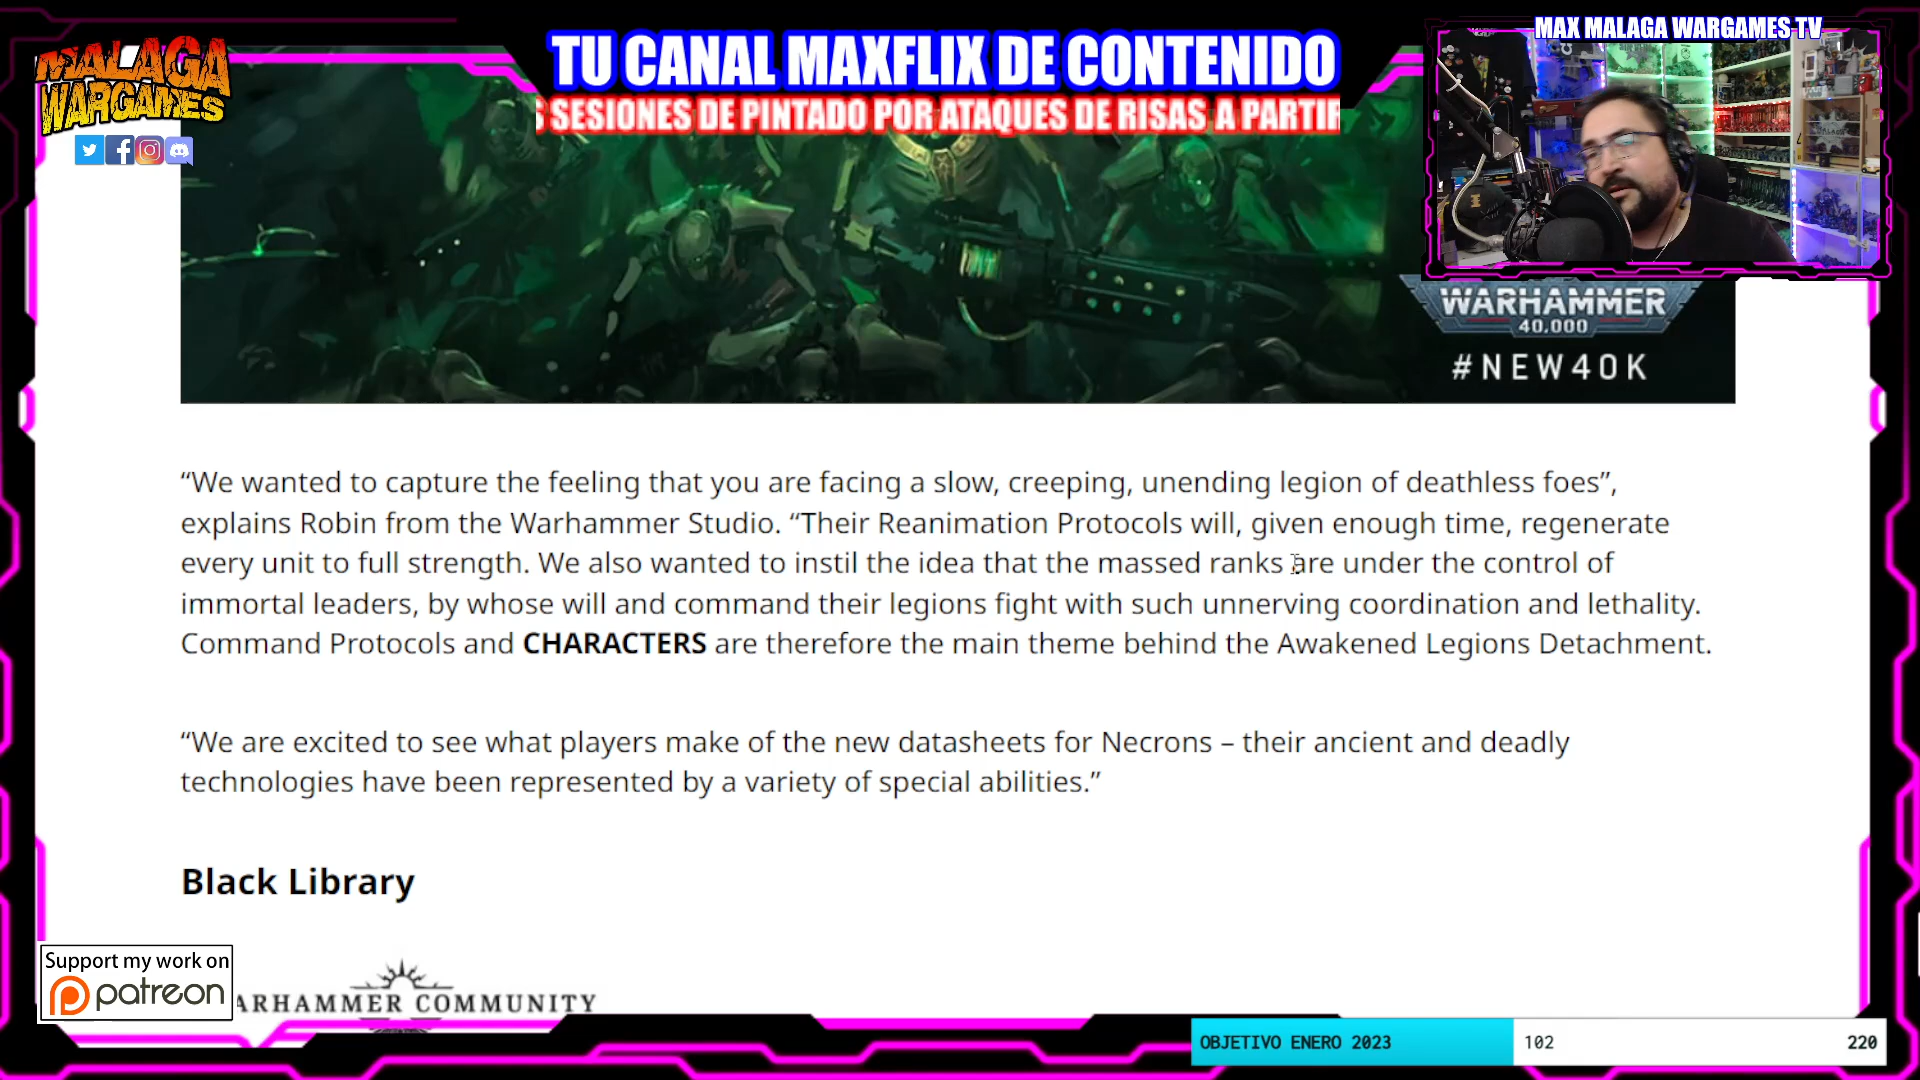 MALAGA
WARGAMES
TU CANAL MAXFLIX DE CONTENIDO
SESIONES DE PINTADO POR ATAQUES DE RISAS A PARTIR
MAX MALAGA WARGAMES TV
WARHAMMER
40,000
#NEW40K
“We wanted to capture the feeling that you are facing a slow, creeping, unending legion of deathless foes”,
explains Robin from the Warhammer Studio. “Their Reanimation Protocols will, given enough time, regenerate
every unit to full strength. We also wanted to instil the idea that the massed ranks are under the control of
immortal leaders, by whose will and command their legions fight with such unnerving coordination and lethality.
Command Protocols and CHARACTERS are therefore the main theme behind the Awakened Legions Detachment.
“We are excited to see what players make of the new datasheets for Necrons – their ancient and deadly
technologies have been represented by a variety of special abilities.”
Black Library
Support my work on
patreon
ARHAMMER COMMUNITY
OBJETIVO ENERO 2023 102 220